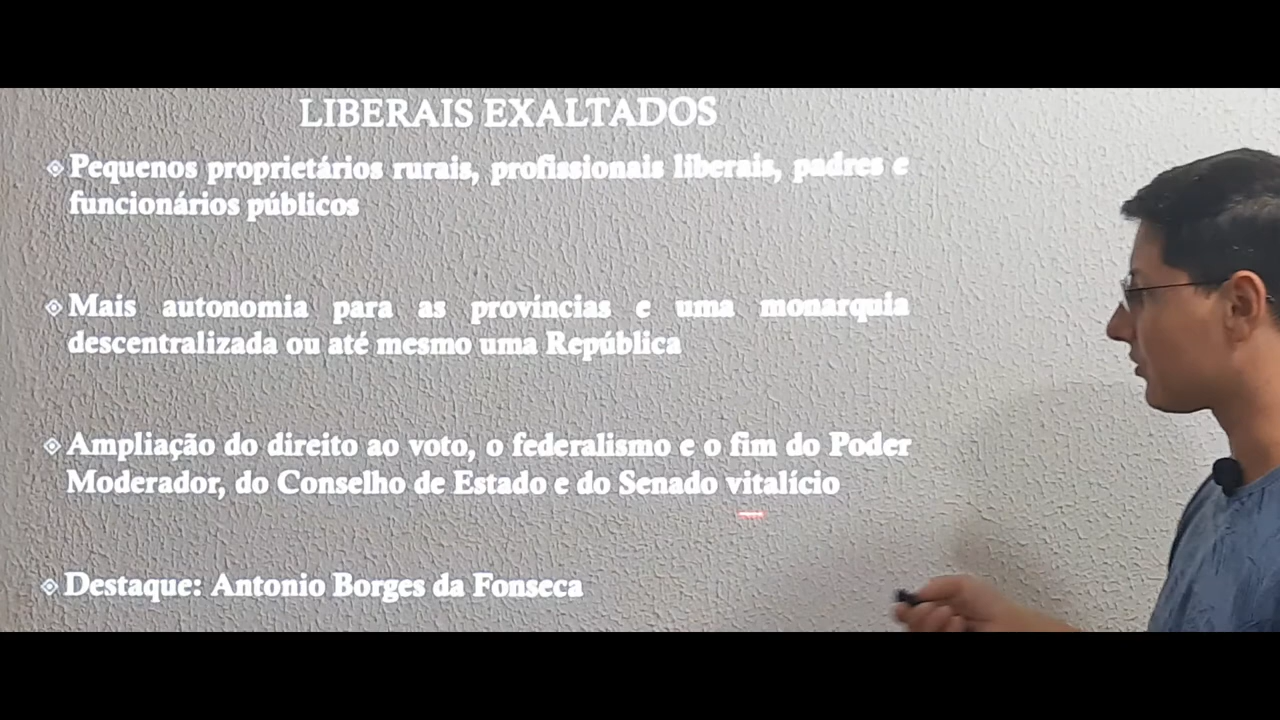 LIBERAIS EXALTADOS
Pequenos proprietários rurais, profissionais liberais, padres e
funcionários públicos
Mais autonomia para as províncias e uma monarquia
descentralizada ou até mesmo uma República
Ampliação do direito ao voto, o federalismo e o fim do Poder
Moderador, do Conselho de Estado e do Senado vitalício
Destaque: Antonio Borges da Fonseca